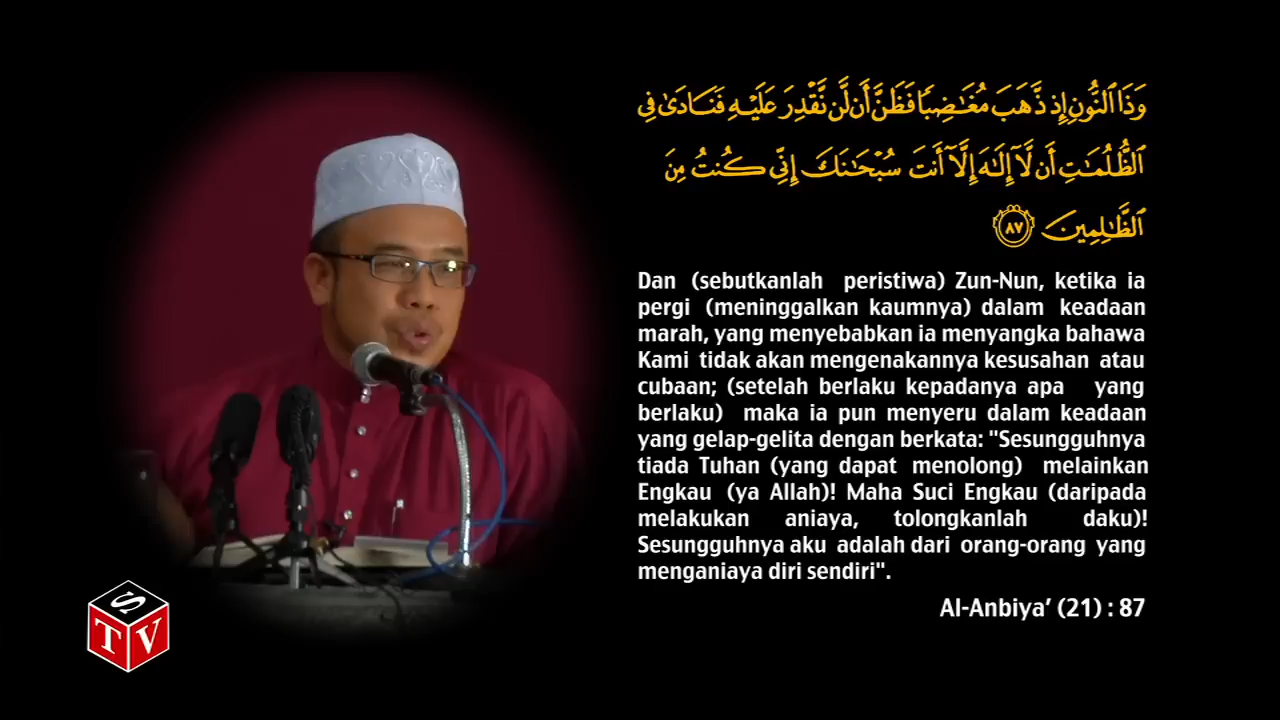 وَذَا ٱلنُّونِ إِذ ذَّهَبَ مُغَٰضِبًا فَظَنَّ أَن لَّن نَّقْدِرَ عَلَيْهِ فَنَادَىٰ فِى
ٱلظُّلُمَٰتِ أَن لَّآ إِلَٰهَ إِلَّآ أَنتَ سُبْحَٰنَكَ إِنِّى كُنتُ مِنَ
ٱلظَّٰلِمِينَ ٨٧
Dan (sebutkanlah peristiwa) Zun-Nun, ketika ia
pergi (meninggalkan kaumnya) dalam keadaan
marah, yang menyebabkan ia menyangka bahawa
Kami tidak akan mengenakannya kesusahan atau
cubaan; (setelah berlaku kepadanya apa yang
berlaku) maka ia pun menyeru dalam keadaan
yang gelap-gelita dengan berkata: "Sesungguhnya
tiada Tuhan (yang dapat menolong) melainkan
Engkau (ya Allah)! Maha Suci Engkau (daripada
melakukan aniaya, tolongkanlah daku)!
Sesungguhnya aku adalah dari orang-orang yang
menganiaya diri sendiri".
Al-Anbiya’ (21) : 87
S
T V